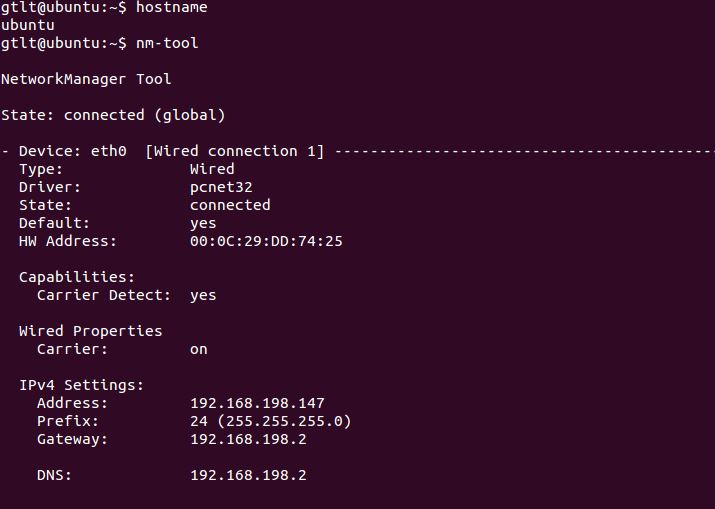 gtlt@ubuntu:~$ hostname
ubuntu
gtlt@ubuntu:~$ nm-tool
NetworkManager Tool
State: connected (global)
- Device: eth0  [Wired connection 1] -------------------------------------------
  Type:              Wired
  Driver:            pcnet32
  State:             connected
  Default:           yes
  HW Address:        00:0C:29:DD:74:25
  Capabilities:
    Carrier Detect:  yes
  Wired Properties
    Carrier:         on
  IPv4 Settings:
    Address:         192.168.198.147
    Prefix:          24 (255.255.255.0)
    Gateway:         192.168.198.2
    DNS:             192.168.198.2